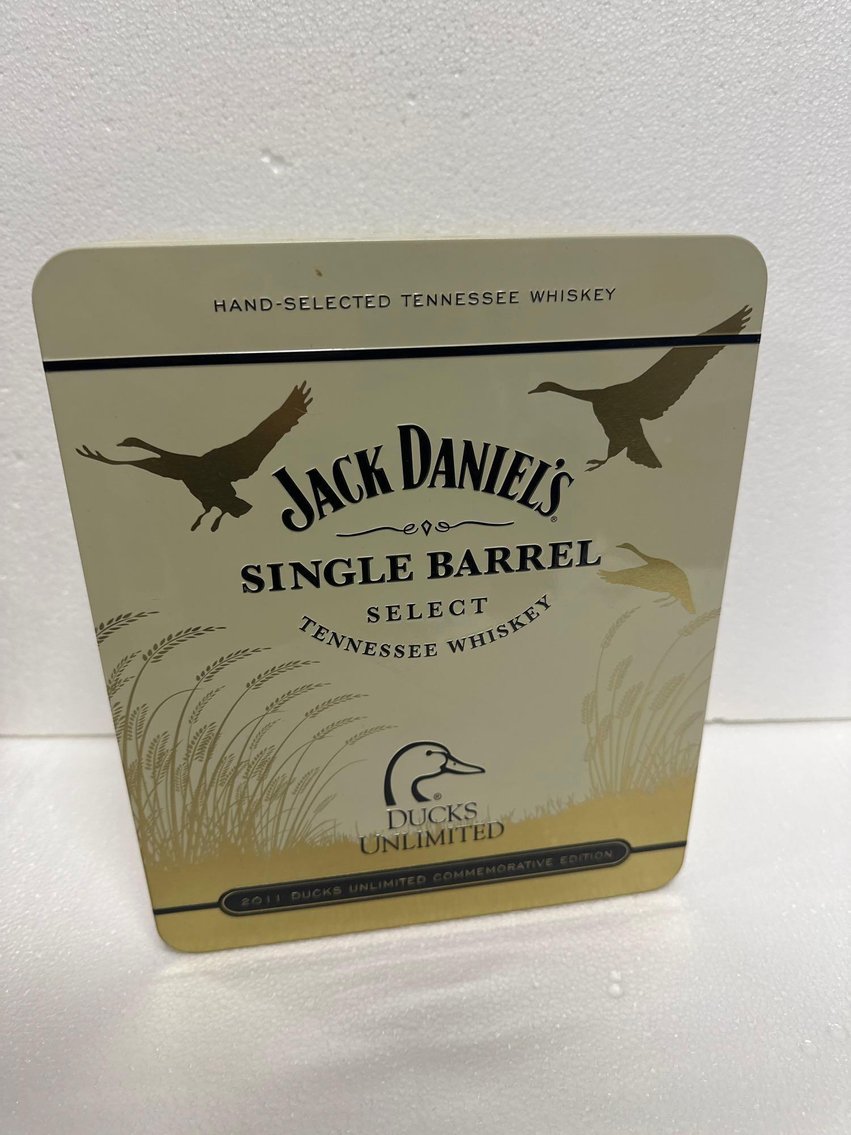 HAND-SELECTED TENNESSEE WHISKEY
JACK DANIEL'S®
SINGLE BARREL
SELECT
TENNESSEE WHISKEY
®
DUCKS
UNLIMITED
2011 DUCKS UNLIMITED COMMEMORATIVE EDITION